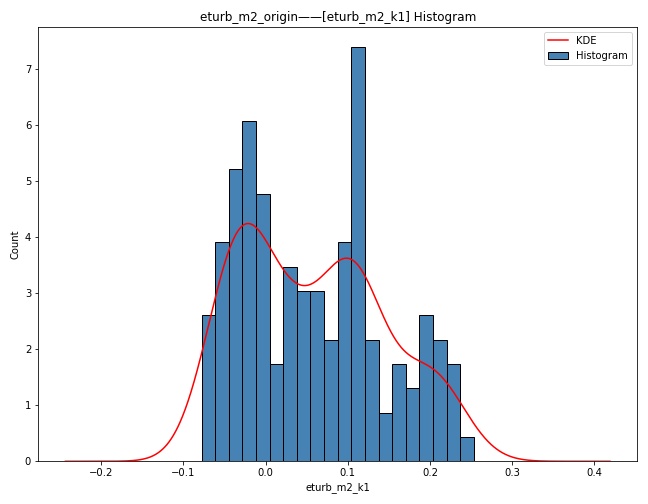 eturb_m2_origin——[eturb_m2_k1] Histogram
KDE
Histogram
Count
7
6
5
4
3
2
1
0
−0.2 −0.1 0.0 0.1 0.2 0.3 0.4
eturb_m2_k1